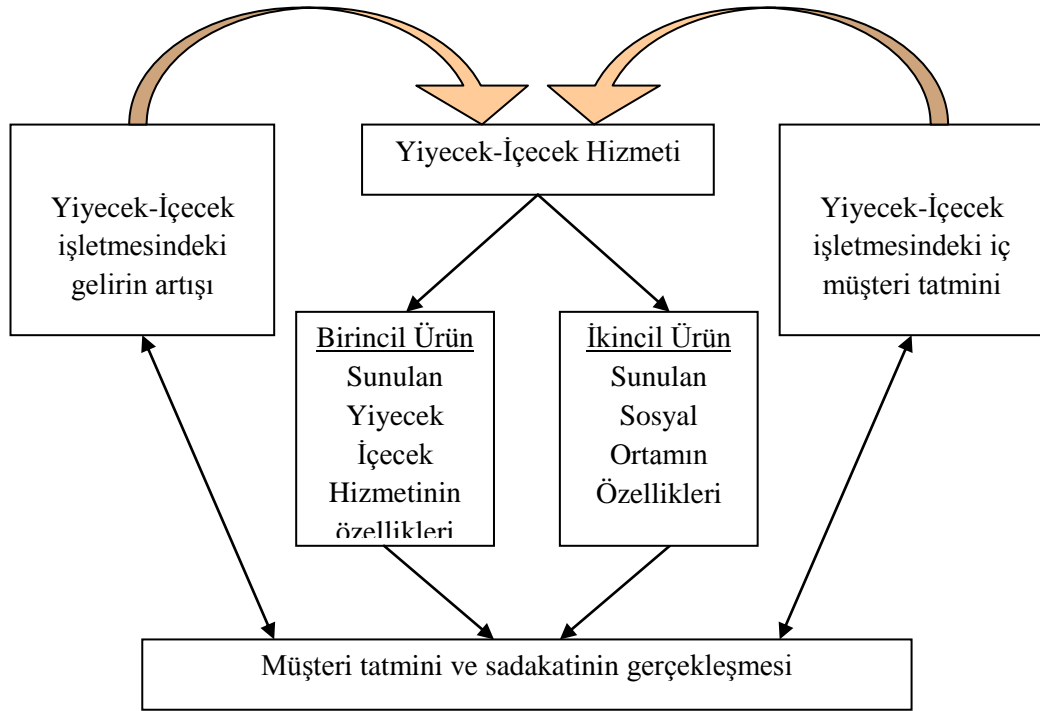 Yiyecek-İçecek Hizmeti
Yiyecek-İçecek
işletmesindeki
gelirin artışı
Yiyecek-İçecek
işletmesindeki iç
müşteri tatmini
Birincil Ürün
Sunulan
Yiyecek
İçecek
Hizmetinin
özellikleri
İkincil Ürün
Sunulan
Sosyal
Ortamın
Özellikleri
Müşteri tatmini ve sadakatinin gerçekleşmesi